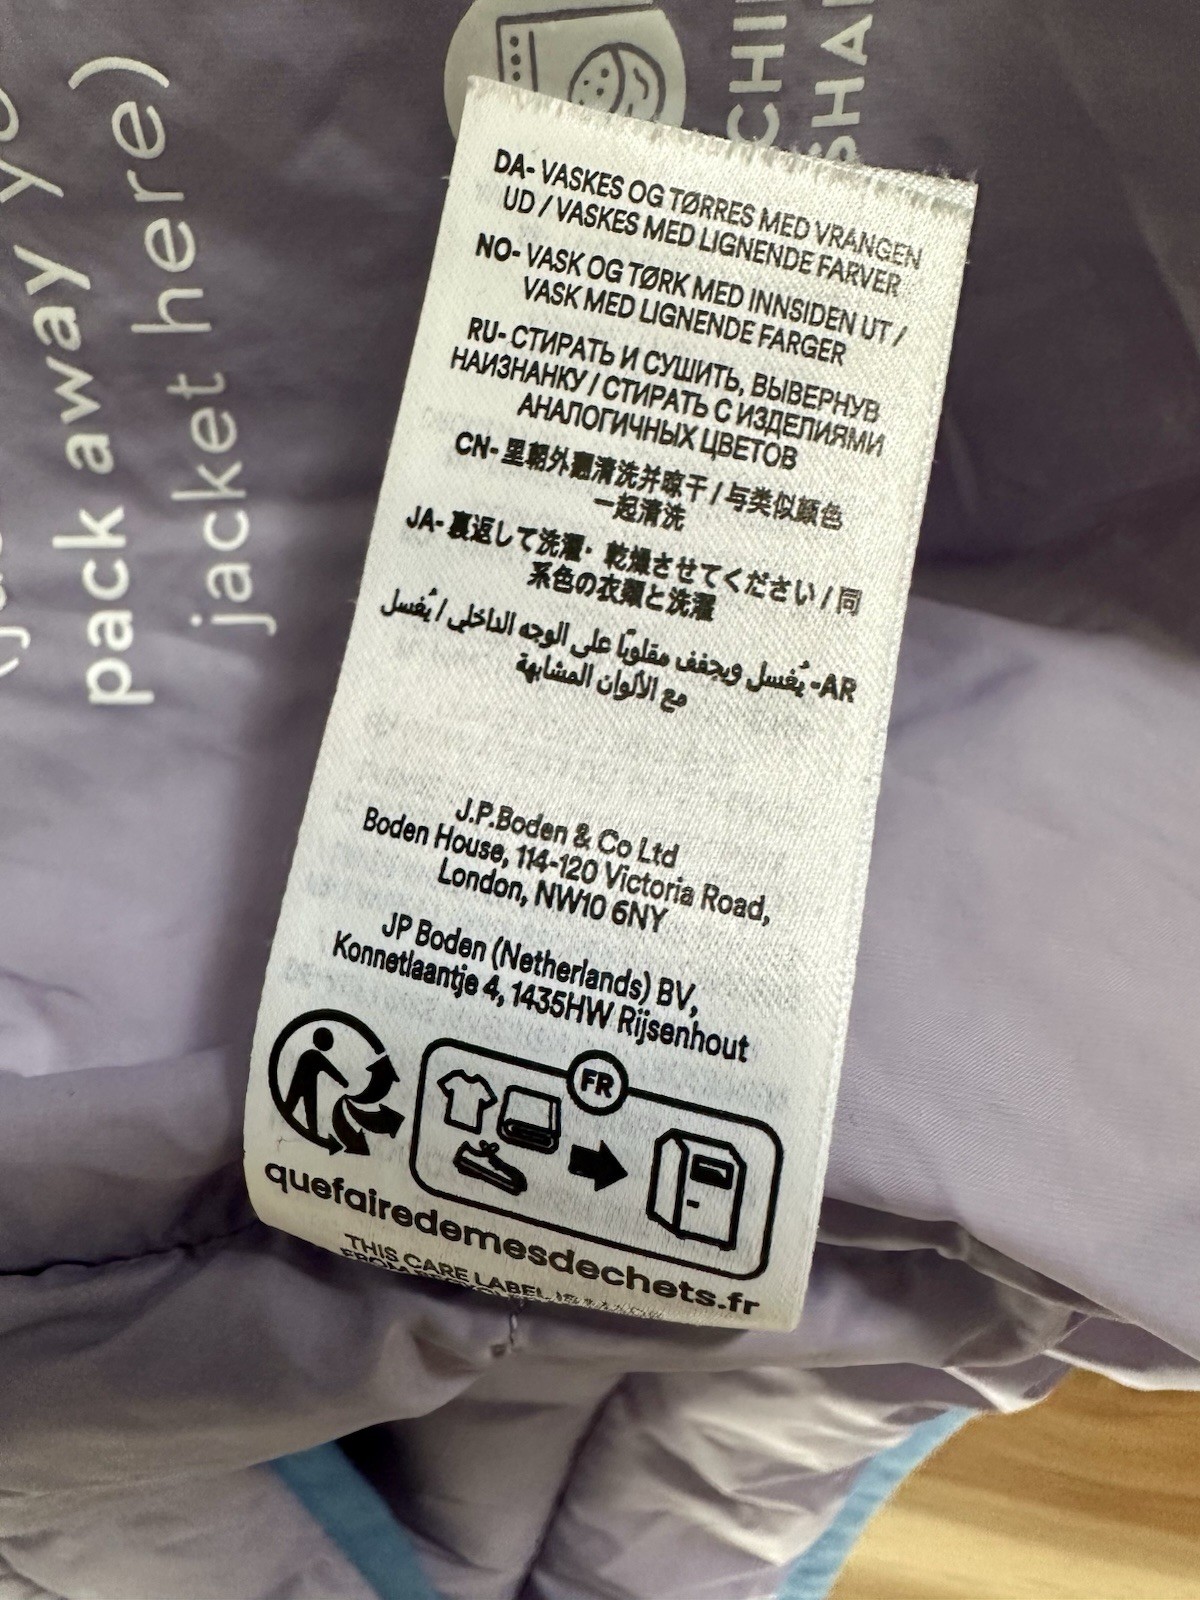 pack away yo
jacket here)
CHI
SHA
DA- VASKES OG TØRRES MED VRANGEN
UD / VASKES MED LIGNENDE FARVER
NO- VASK OG TØRK MED INNSIDEN UT /
VASK MED LIGNENDE FARGER
RU- СТИРАТЬ И СУШИТЬ, ВЫВЕРНУВ
НАИЗНАНКУ / СТИРАТЬ С ИЗДЕЛИЯМИ
АНАЛОГИЧНЫХ ЦВЕТОВ
CN- 里朝外翻清洗并晾干 / 与类似颜色
一起清洗
JA- 裏返して洗濯・乾燥させてください / 同
系色の衣類と洗濯
AR- يُغسل ويجفف مقلوبًا على الوجه الداخلي / يُغسل
مع الألوان المشابهة
J.P.Boden & Co Ltd
Boden House, 114-120 Victoria Road,
London, NW10 6NY
JP Boden (Netherlands) BV,
Konnetlaantje 4, 1435HW Rijsenhout
FR
quefairedemesdechets.fr
THIS CARE LABEL IS
FROM